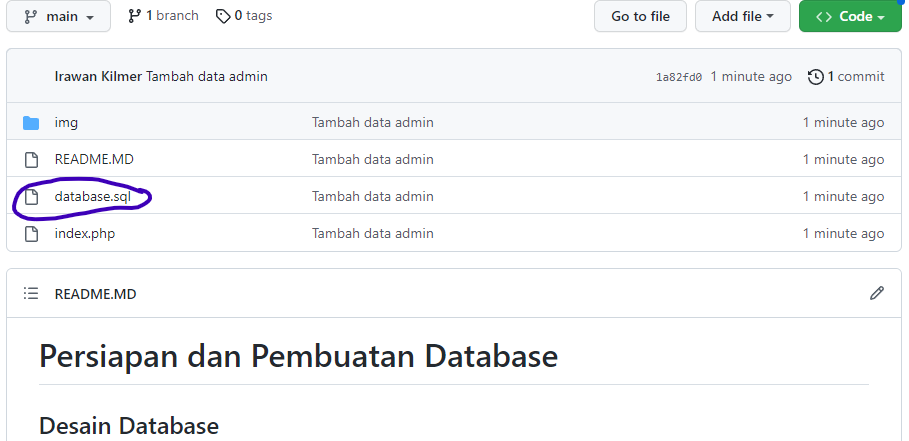 main 1 branch 0 tags Go to file Add file Code
Irawan Kilmer Tambah data admin 1a82fd0 1 minute ago 1 commit
img Tambah data admin 1 minute ago
README.MD Tambah data admin 1 minute ago
database.sql Tambah data admin 1 minute ago
index.php Tambah data admin 1 minute ago
README.MD
Persiapan dan Pembuatan Database
Desain Database